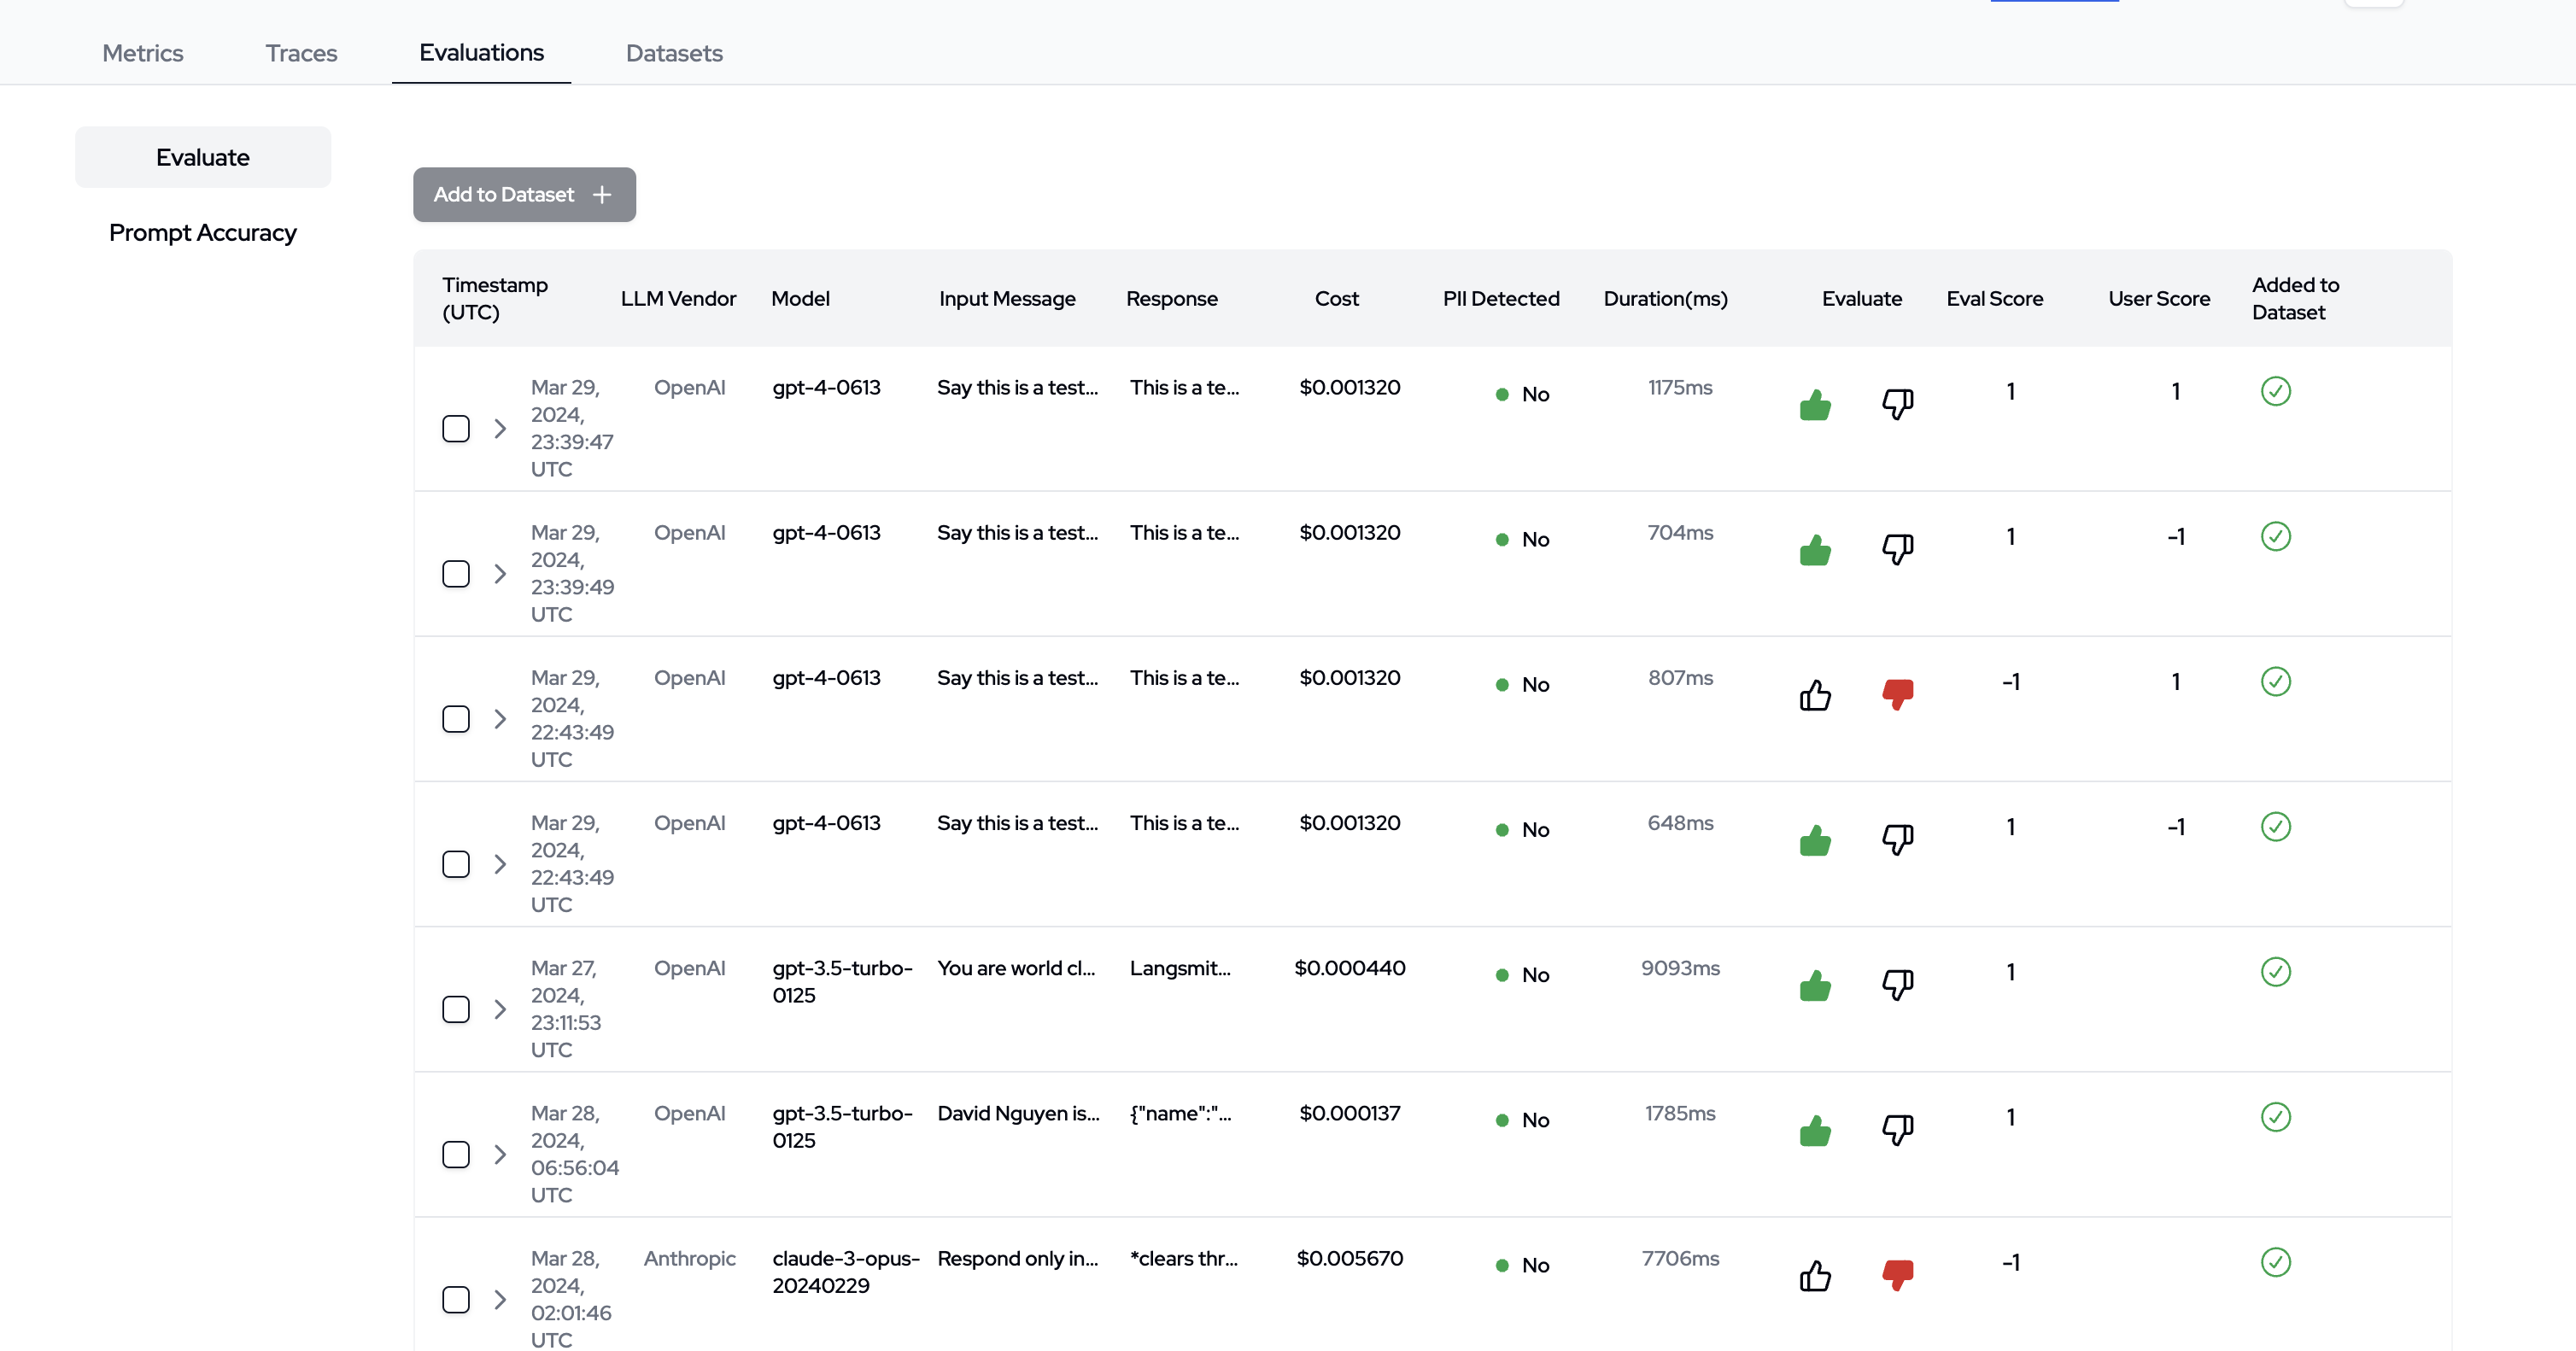 Metrics Traces Evaluations Datasets
Evaluate
Prompt Accuracy
Add to Dataset
Timestamp (UTC) LLM Vendor Model Input Message Response Cost PII Detected Duration(ms) Evaluate Eval Score User Score Added to Dataset
Mar 29, 2024, 23:39:47 UTC OpenAI gpt-4-0613 Say this is a test... This is a te... $0.001320 No 1175ms 1 1
Mar 29, 2024, 23:39:49 UTC OpenAI gpt-4-0613 Say this is a test... This is a te... $0.001320 No 704ms 1 -1
Mar 29, 2024, 22:43:49 UTC OpenAI gpt-4-0613 Say this is a test... This is a te... $0.001320 No 807ms -1 1
Mar 29, 2024, 22:43:49 UTC OpenAI gpt-4-0613 Say this is a test... This is a te... $0.001320 No 648ms 1 -1
Mar 27, 2024, 23:11:53 UTC OpenAI gpt-3.5-turbo-0125 You are world cl... Langsmit... $0.000440 No 9093ms 1
Mar 28, 2024, 06:56:04 UTC OpenAI gpt-3.5-turbo-0125 David Nguyen is... {"name":"... $0.000137 No 1785ms 1
Mar 28, 2024, 02:01:46 UTC Anthropic claude-3-opus-20240229 Respond only in... *clears thr... $0.005670 No 7706ms -1